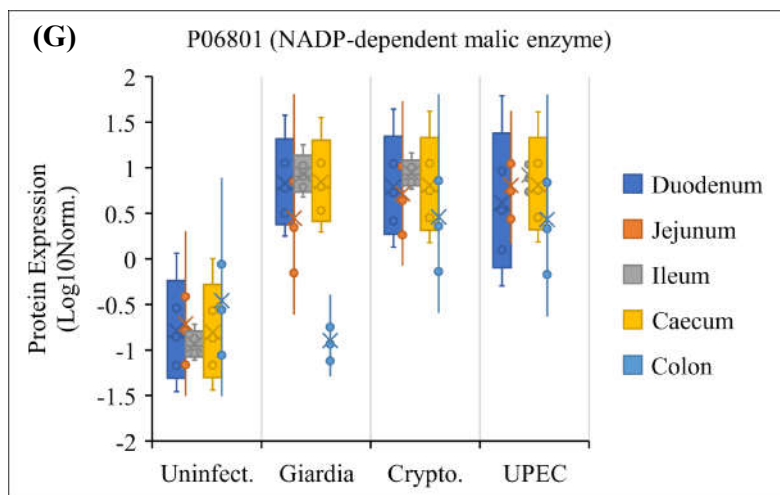 (G)
P06801 (NADP-dependent malic enzyme)
Protein Expression
(Log10Norm.)
2
1.5
1
0.5
0
-0.5
-1
-1.5
-2
Uninfect.
Giardia
Crypto.
UPEC
Duodenum
Jejunum
Ileum
Caecum
Colon